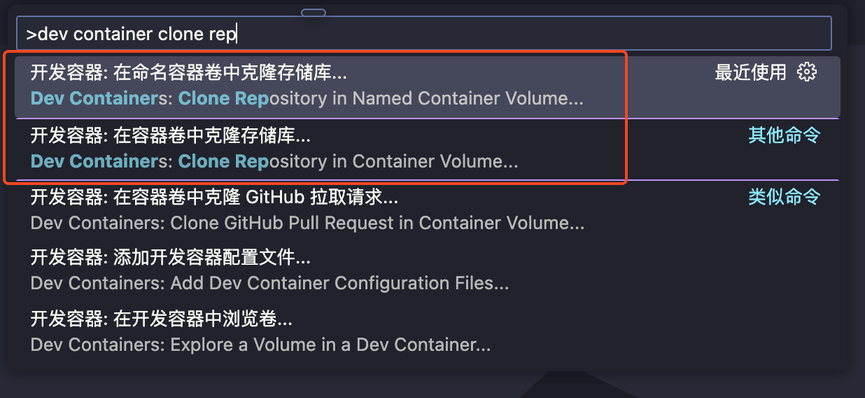 >dev container clone rep
开发容器: 在命名容器卷中克隆存储库... 最近使用
Dev Containers: Clone Repository in Named Container Volume...
开发容器: 在容器卷中克隆存储库... 其他命令
Dev Containers: Clone Repository in Container Volume...
开发容器: 在容器卷中克隆 GitHub 拉取请求... 类似命令
Dev Containers: Clone GitHub Pull Request in Container Volume...
开发容器: 添加开发容器配置文件...
Dev Containers: Add Dev Container Configuration Files...
开发容器: 在开发容器中浏览卷...
Dev Containers: Explore a Volume in a Dev Container...